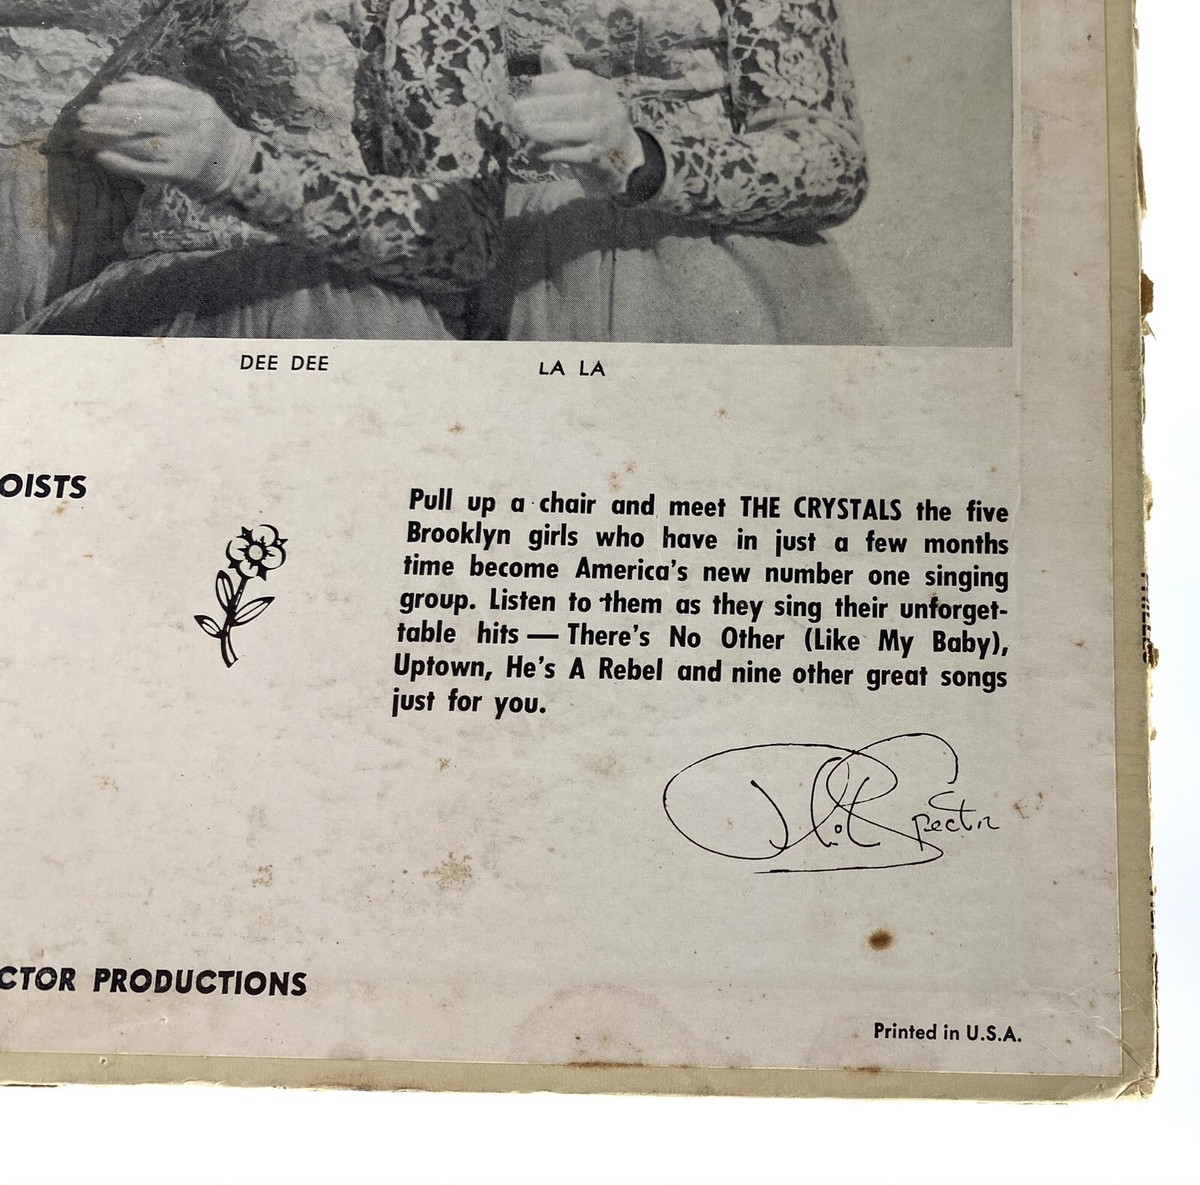 DEE DEE LA LA
OISTS
Pull up a chair and meet THE CRYSTALS the five
Brooklyn girls who have in just a few months
time become America's new number one singing
group. Listen to them as they sing their unforget-
table hits — There's No Other (Like My Baby),
Uptown, He's A Rebel and nine other great songs
just for you.
Phil Spector
CTOR PRODUCTIONS
Printed in U.S.A.